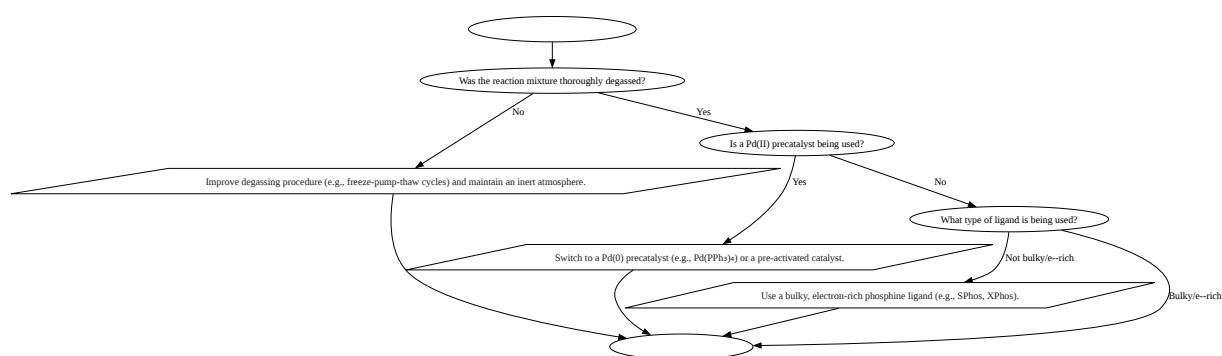 Was the reaction mixture thoroughly degassed?
No
Yes
Is a Pd(II) precatalyst being used?
Improve degassing procedure (e.g., freeze-pump-thaw cycles) and maintain an inert atmosphere.
Yes
No
What type of ligand is being used?
Switch to a Pd(0) precatalyst (e.g., Pd(PPh₃)₄) or a pre-activated catalyst.
Not bulky/e--rich
Use a bulky, electron-rich phosphine ligand (e.g., SPhos, XPhos).
Bulky/e--rich